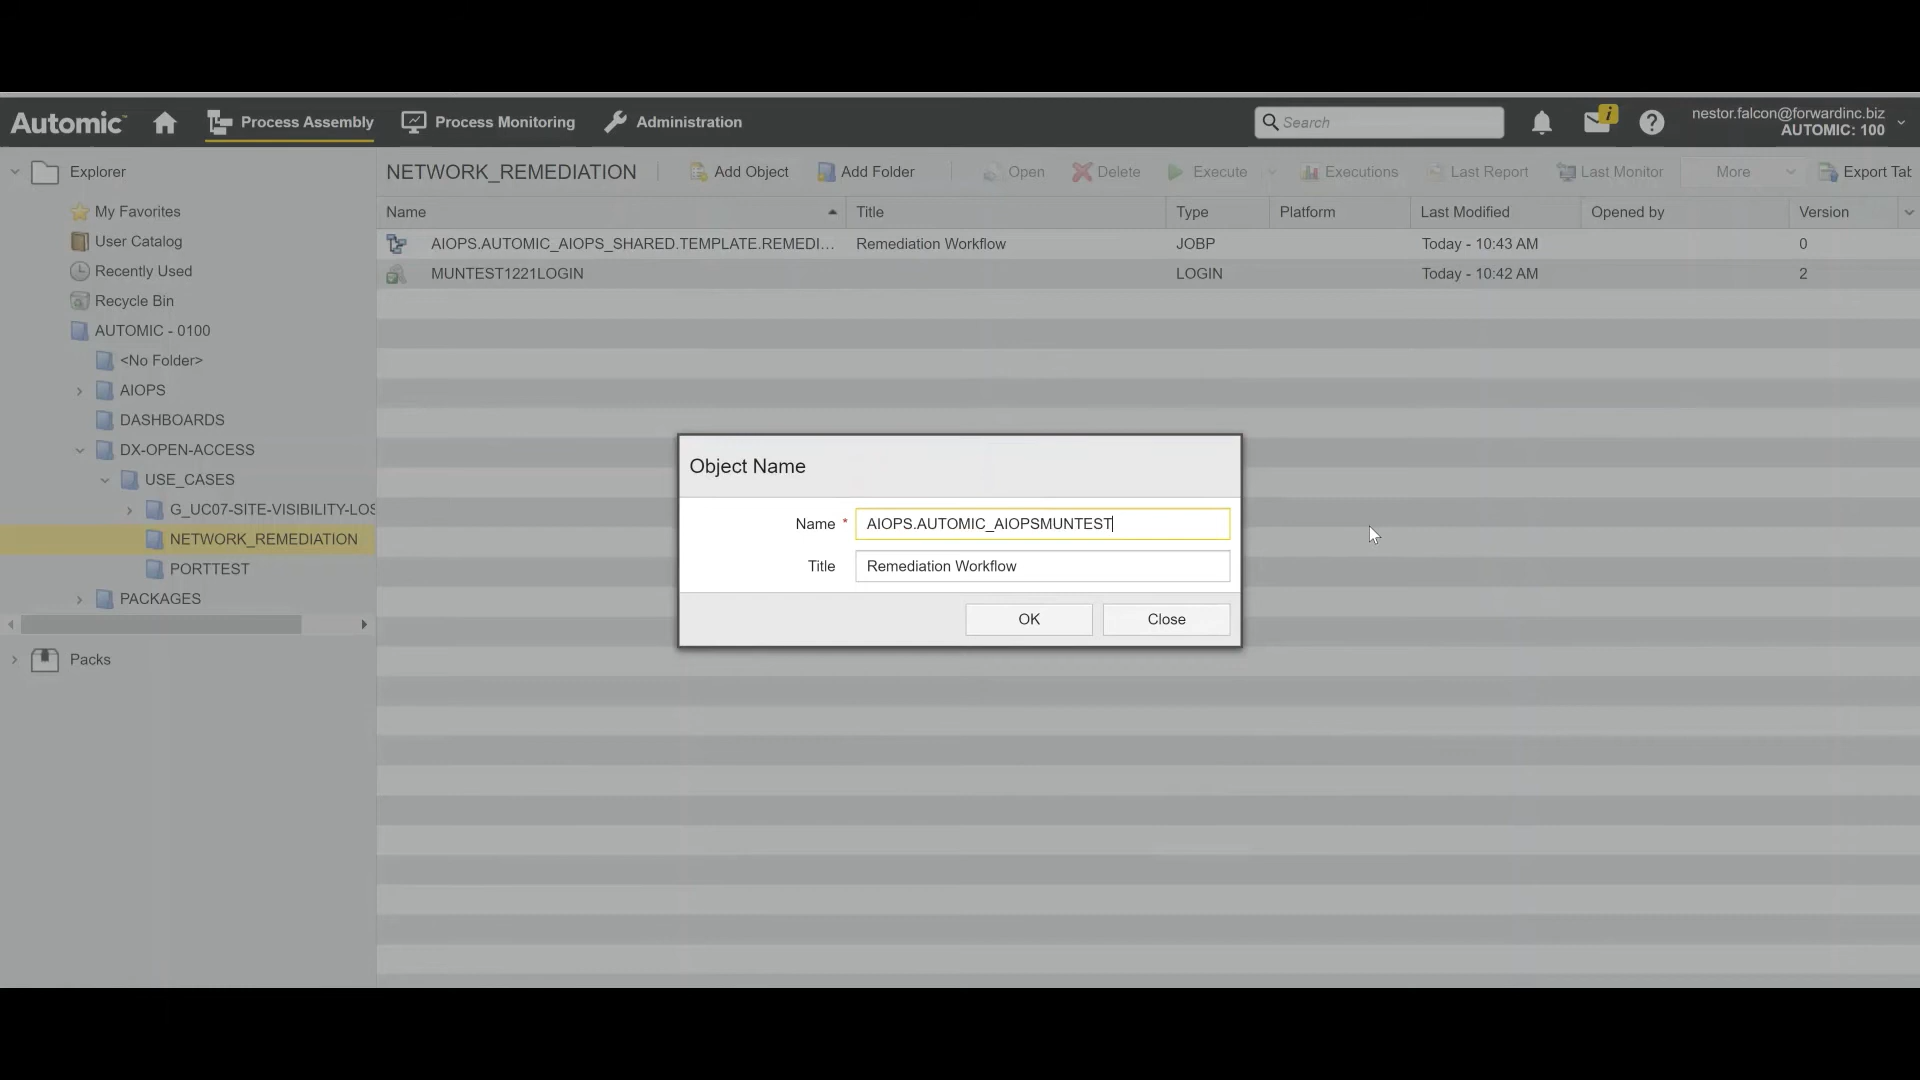 Automic
Process Assembly
Process Monitoring
Administration
Search
i
?
nestor.falcon@forwardinc.biz
AUTOMIC: 100
Explorer
My Favorites
User Catalog
Recently Used
Recycle Bin
AUTOMIC - 0100
<No Folder>
AIOPS
DASHBOARDS
DX-OPEN-ACCESS
USE_CASES
G_UC07-SITE-VISIBILITY-LOS
NETWORK_REMEDIATION
PORTTEST
PACKAGES
Packs
NETWORK_REMEDIATION
Add Object
Add Folder
Open
Delete
Execute
Executions
Last Report
Last Monitor
More
Export Tab
Name Title Type Platform Last Modified Opened by Version
AIOPS.AUTOMIC_AIOPS_SHARED.TEMPLATE.REMEDI... Remediation Workflow JOBP Today - 10:43 AM 0
MUNTEST1221LOGIN LOGIN Today - 10:42 AM 2
Object Name
Name * AIOPS.AUTOMIC_AIOPSMUNTEST
Title Remediation Workflow
OK
Close